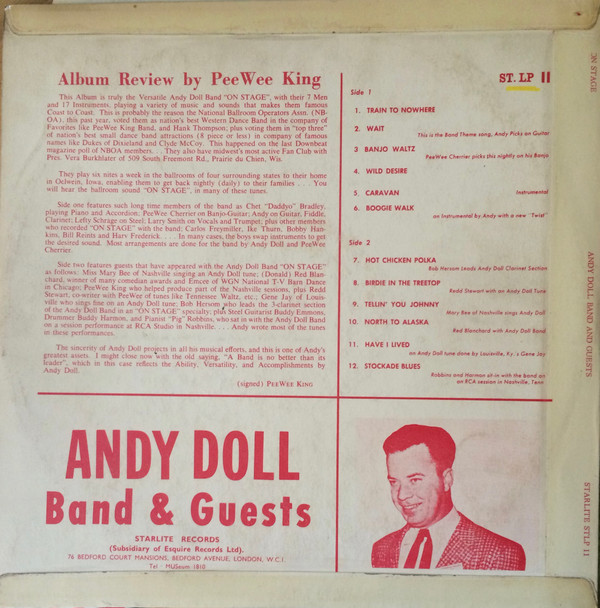 Album Review by PeeWee King
This Album is truly the Versatile Andy Doll Band "ON STAGE", with their 7 Men
and 17 Instruments, playing a variety of music and sounds that makes them famous
Coast to Coast. This is probably the reason the National Ballroom Operators Assn. (NB-
OA), this past year, voted them as nation's best Western Dance Band in the company of
Favorites like PeeWee King Band, and Hank Thompson; plus voting them in "top three"
of nation's best small dance band attractions (8 piece or less) in company of famous
names like Dukes of Dixieland and Clyde McCoy. This happened on the last Downbeat
magazine poll of NBOA members . . . They also have midwest's most active Fan Club with
Pres. Vera Burkhlater of 509 South Freemont Rd., Prairie du Chien, Wis.
They plays six nites a week in the ballrooms of four surrounding states to their home
in Oelwein, Iowa, enabling them to get back nightly (daily) to their families . . . You
will hear the ballroom sound "ON STAGE", in many of these tunes.
Side one features such long time members of the band as Chet "Daddyo" Bradley,
playing Piano and Accordion; PeeWee Cherrier on Banjo-Guitar; Andy on Guitar, Fiddle,
Clarinet; Lefty Schrage on Steel; Larry Smith on Vocals and Trumpet; plus other members
who recorded "ON STAGE" with the band: Carlos Freymiller, Ike Thurn, Bobby Han-
kins, Bill Reints and Harv Frederick. . . . In many cases, the boys swap instruments to get
the desired sound. Most arrangements are done for the band by Andy Doll and PeeWee
Cherrier.
Side two features guests that have appeared with the Andy Doll Band "ON STAGE"
as follows: Miss Mary Bee of Nashville singing an Andy Doll tune; (Donald) Red Blan-
chard, winner of many comedian awards and Emcee of WGN National T-V Barn Dance
in Chicago; PeeWee King who helped produce part of the Nashville sessions, plus Redd
Stewart, co-writer with PeeWee of tunes like Tennessee Waltz, etc.; Gene Jay of Louis-
ville who sings fine on an Andy Doll tune; Bob Hersom who leads the 3-clarinet section
of the Andy Doll Band in an "ON STAGE" specialty; plus Steel Guitarist Buddy Emmons,
Drummer Buddy Harmon, and Pianist "Pig" Robbins, who sat in with the Andy Doll Band
on a session performance at RCA Studio in Nashville. . . . Andy wrote most of the tunes
in these performances.
The sincerity of Andy Doll projects in all his musical efforts, and this is one of Andy's
greatest assets. I might close now with the old saying, "A Band is no better than its
leader", which in this case reflects the Ability, Versatility, and Accomplishments by
Andy Doll.
(signed) PEEWEE KING
ST. LP II
Side 1
1. TRAIN TO NOWHERE
2. WAIT
This is the Band Theme song, Andy Picks on Guitar
3 BANJO WALTZ
PeeWee Cherrier picks this nightly on his Banjo
4. WILD DESIRE
5. CARAVAN Instrumental
6. BOOGIE WALK
an Instrumental by Andy with a new 'Twist'
Side 2
7. HOT CHICKEN POLKA
Bob Hersom Leads Andy Doll Clarinet Section
8. BIRDIE IN THE TREETOP
Redd Stewart with an Andy Doll Tune
9. TELLIN' YOU JOHNNY
Mary Bee of Nashville sings Andy Doll
10. NORTH TO ALASKA
Red Blanchard with Andy Doll Band
11. HAVE I LIVED
an Andy Doll tune done by Louisville, Ky.'s Gene Jay
12. STOCKADE BLUES
Robbins and Harmon sit-in with the band on
an RCA session in Nashville, Tenn
ANDY DOLL
Band & Guests
STARLITE RECORDS
(Subsidiary of Esquire Records Ltd).
76 BEDFORD COURT MANSIONS, BEDFORD AVENUE, LONDON, W.C.1.
Tel: MUSeum 1810
ON STAGE
ANDY DOLL BAND AND GUESTS
STARLITE STLP 11